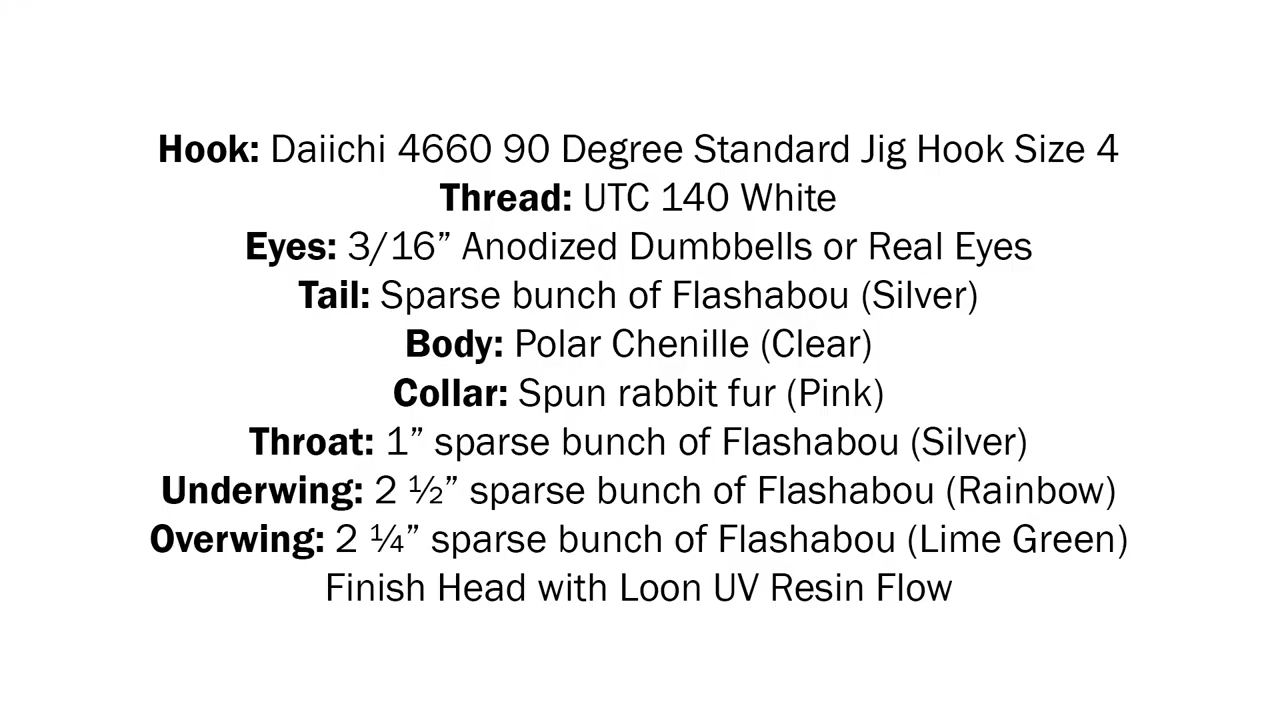 Hook: Daiichi 4660 90 Degree Standard Jig Hook Size 4
Thread: UTC 140 White
Eyes: 3/16” Anodized Dumbbells or Real Eyes
Tail: Sparse bunch of Flashabou (Silver)
Body: Polar Chenille (Clear)
Collar: Spun rabbit fur (Pink)
Throat: 1” sparse bunch of Flashabou (Silver)
Underwing: 2 ½” sparse bunch of Flashabou (Rainbow)
Overwing: 2 ¼” sparse bunch of Flashabou (Lime Green)
Finish Head with Loon UV Resin Flow